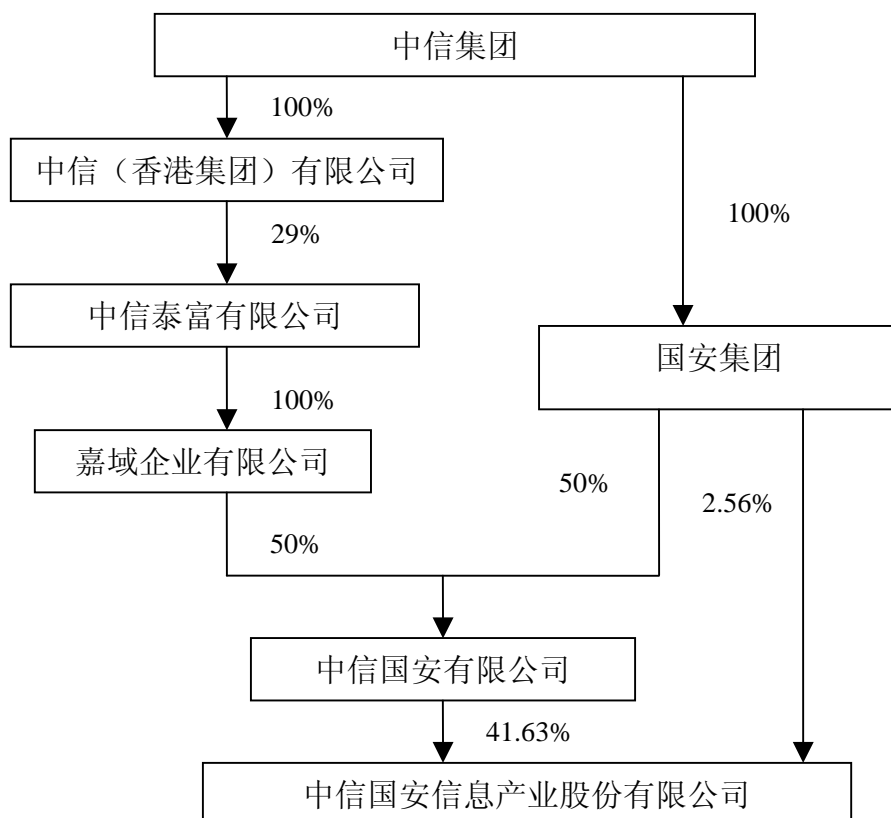 中信集团
100%
中信（香港集团）有限公司
100%
29%
中信泰富有限公司
国安集团
100%
嘉域企业有限公司
50%
2.56%
50%
中信国安有限公司
41.63%
中信国安信息产业股份有限公司